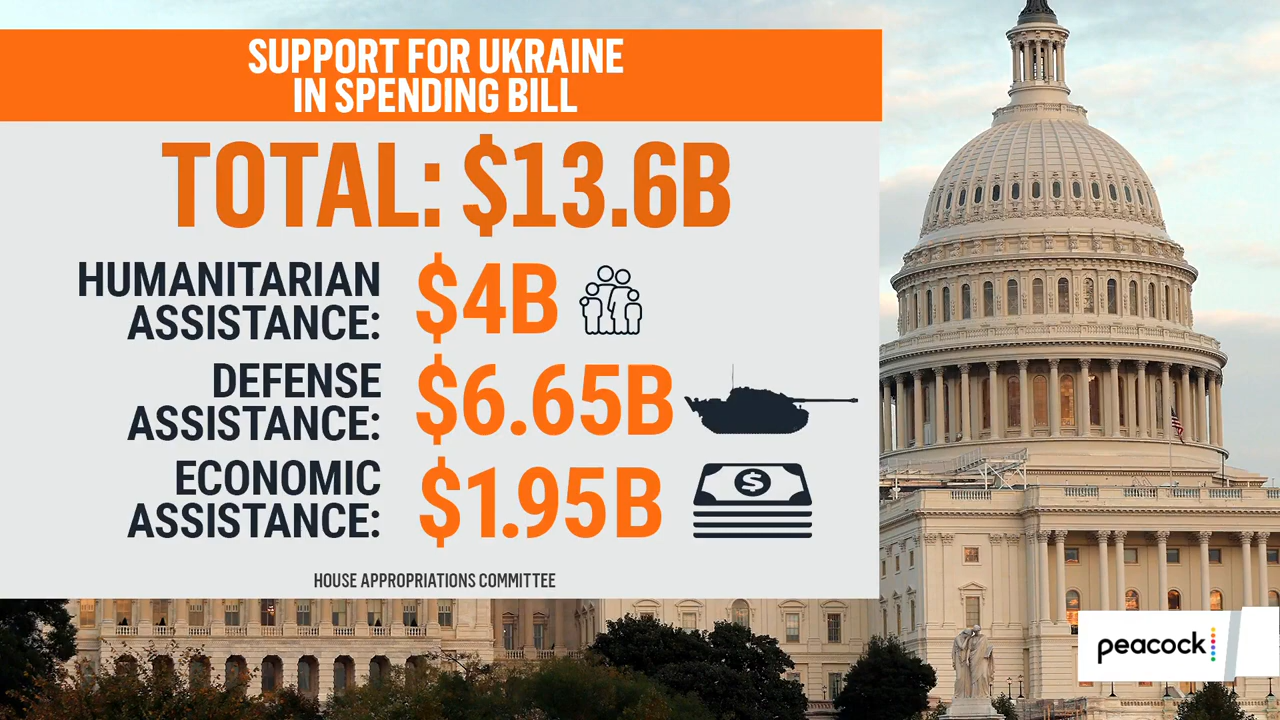 SUPPORT FOR UKRAINE
IN SPENDING BILL
TOTAL: $13.6B
HUMANITARIAN
ASSISTANCE:
$4B
DEFENSE
ASSISTANCE:
$6.65B
ECONOMIC
ASSISTANCE:
$1.95B
$
HOUSE APPROPRIATIONS COMMITTEE
peacock